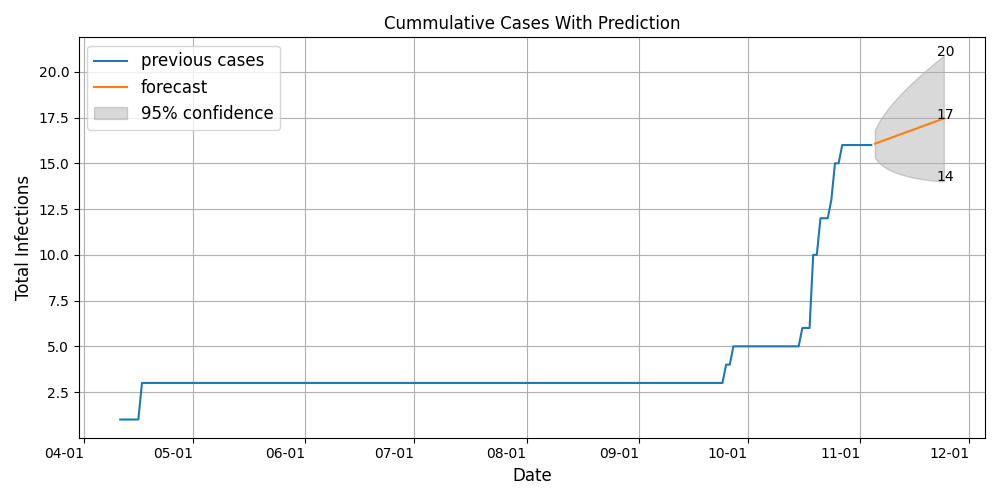 Cummulative Cases With Prediction
previous cases
forecast
95% confidence
20
17
14
20.0
17.5
15.0
12.5
10.0
7.5
5.0
2.5
Total Infections
04-01 05-01 06-01 07-01 08-01 09-01 10-01 11-01 12-01
Date